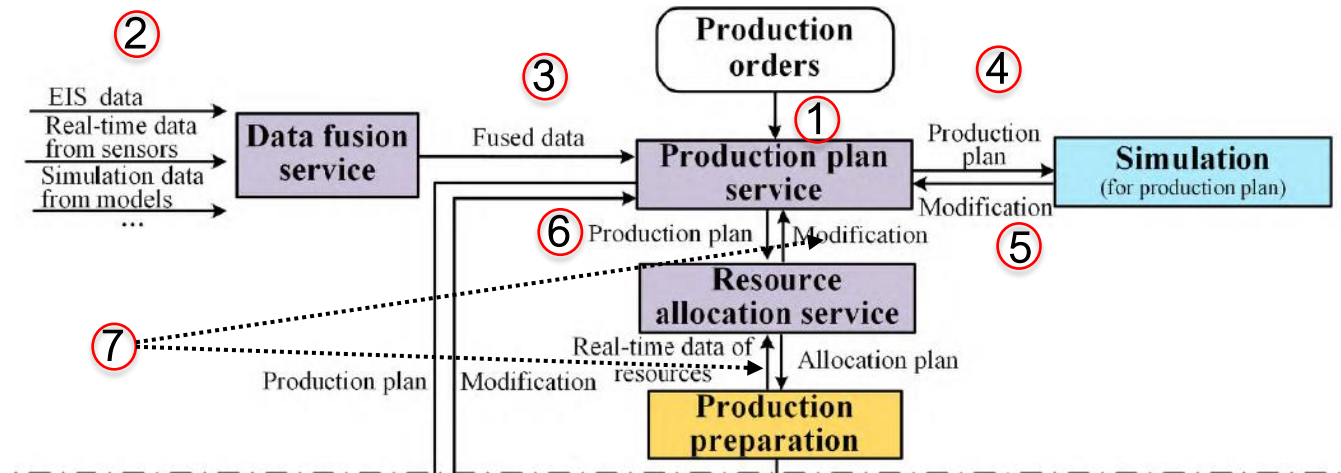 2
Production
orders
3
4
EIS data
Real-time data
from sensors
Simulation data
from models
...
Data fusion
service
Fused data
1
Production plan
service
Production
plan
Modification
Simulation
(for production plan)
5
6
Production plan
Modification
Resource
allocation service
7
Real-time data of
resources
Allocation plan
Production plan
Modification
Production
preparation